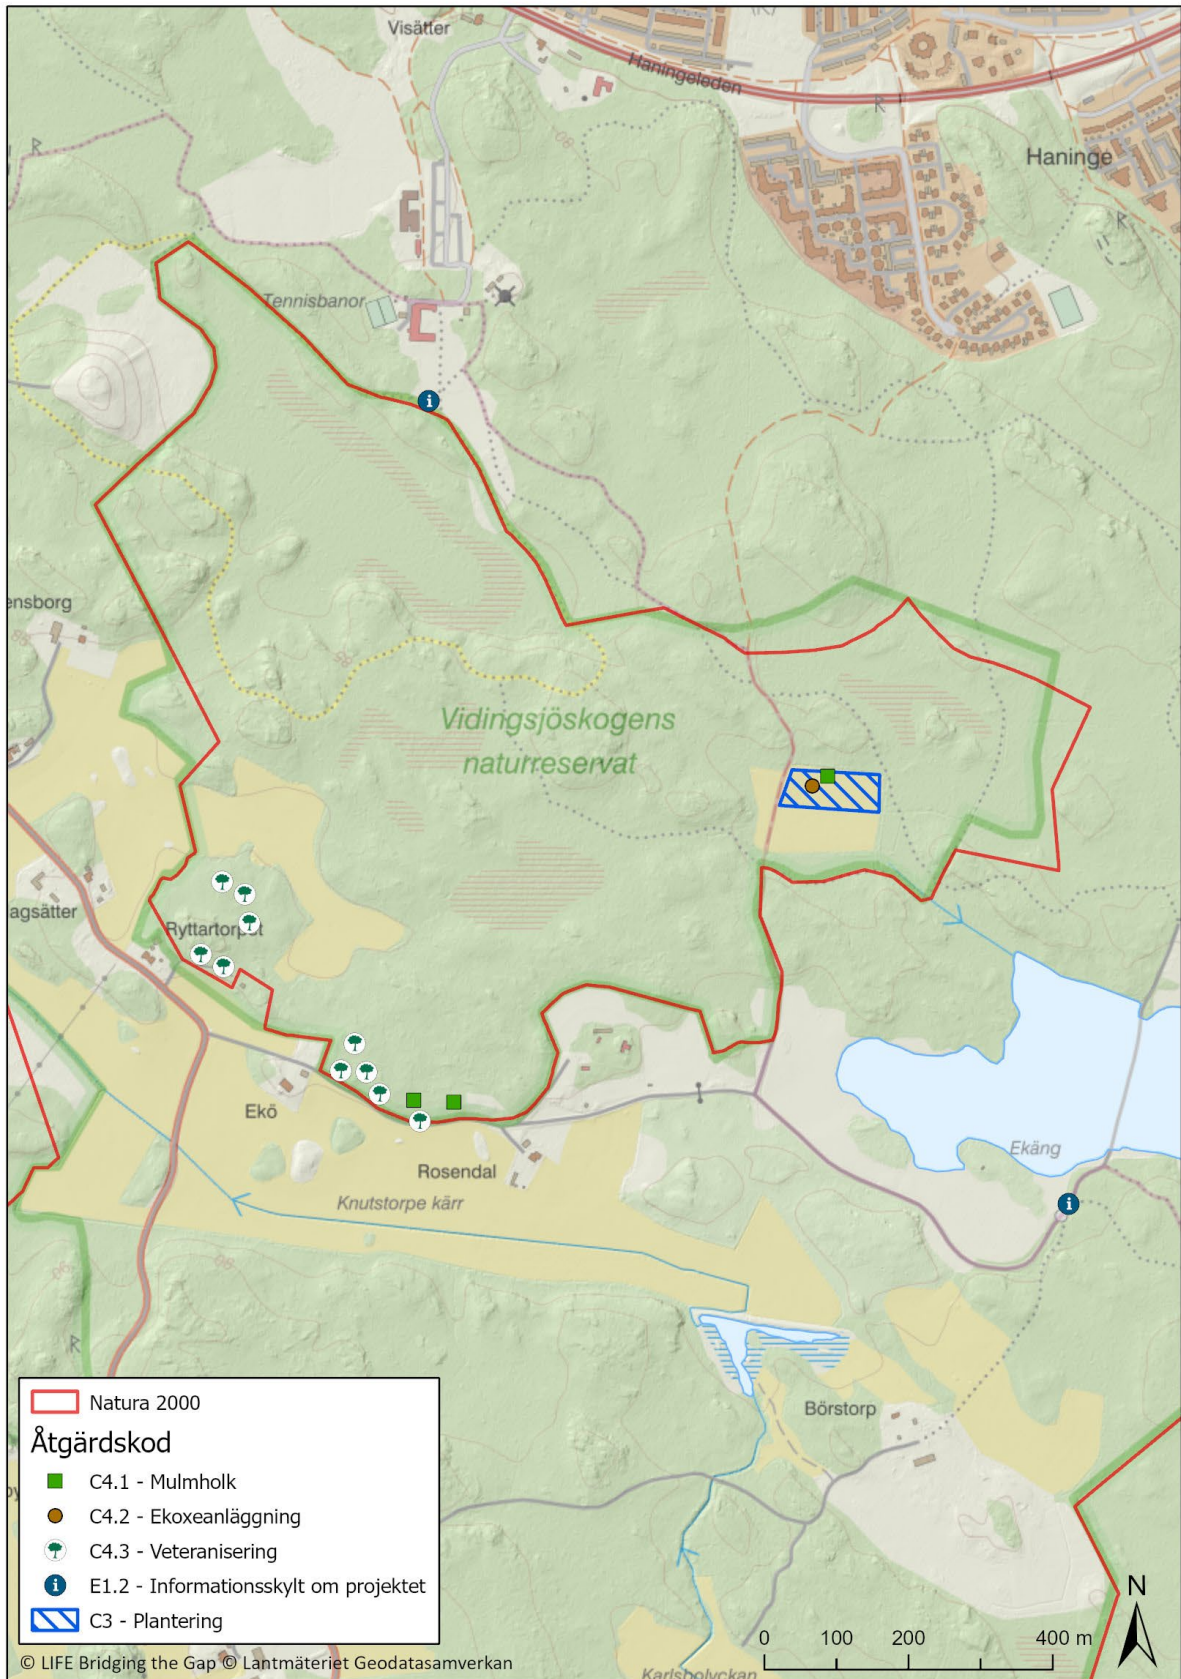 Visätter
Haningeleden
R
Haninge
R
R
Tennisbanor
ensborg
Vidingsjöskogens
naturreservat
agsätter
Ryttartorpet
Ekö
Rosendal
Ekäng
Knutstorpe kärr
R
Börstorp
Karlsbolyckan
Natura 2000
Åtgärdskod
C4.1 - Mulmholk
C4.2 - Ekoxeanläggning
C4.3 - Veteranisering
E1.2 - Informationsskylt om projektet
C3 - Plantering
N
0 100 200 400 m
© LIFE Bridging the Gap © Lantmäteriet Geodatasamverkan